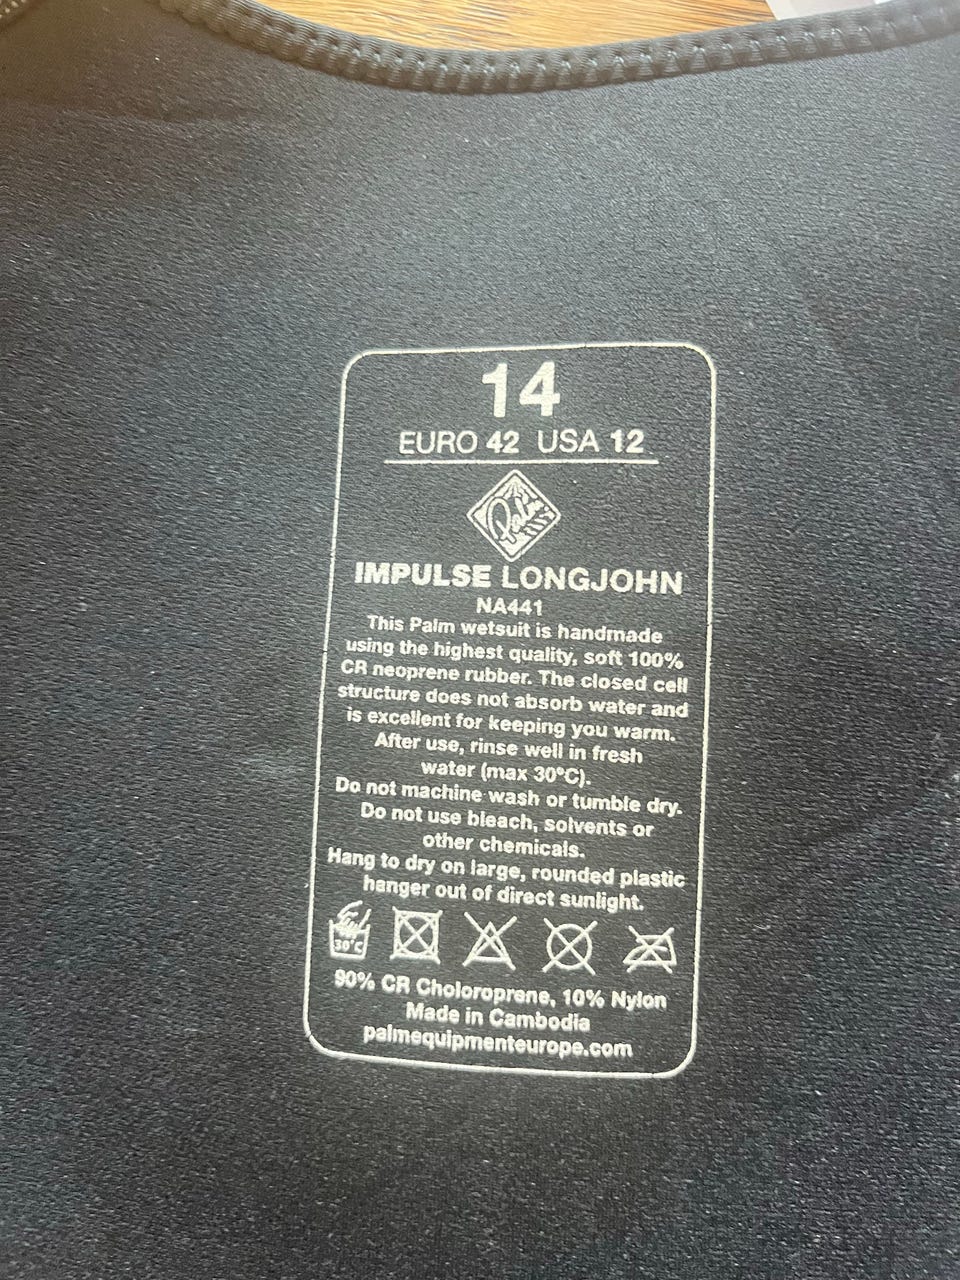 14
EURO 42 USA 12
Palm
IMPULSE LONGJOHN
NA441
This Palm wetsuit is handmade
using the highest quality, soft 100%
CR neoprene rubber. The closed cell
structure does not absorb water and
is excellent for keeping you warm.
After use, rinse well in fresh
water (max 30°C).
Do not machine wash or tumble dry.
Do not use bleach, solvents or
other chemicals.
Hang to dry on large, rounded plastic
hanger out of direct sunlight.
30°C
90% CR Choloroprene, 10% Nylon
Made in Cambodia
palmequipmenteurope.com